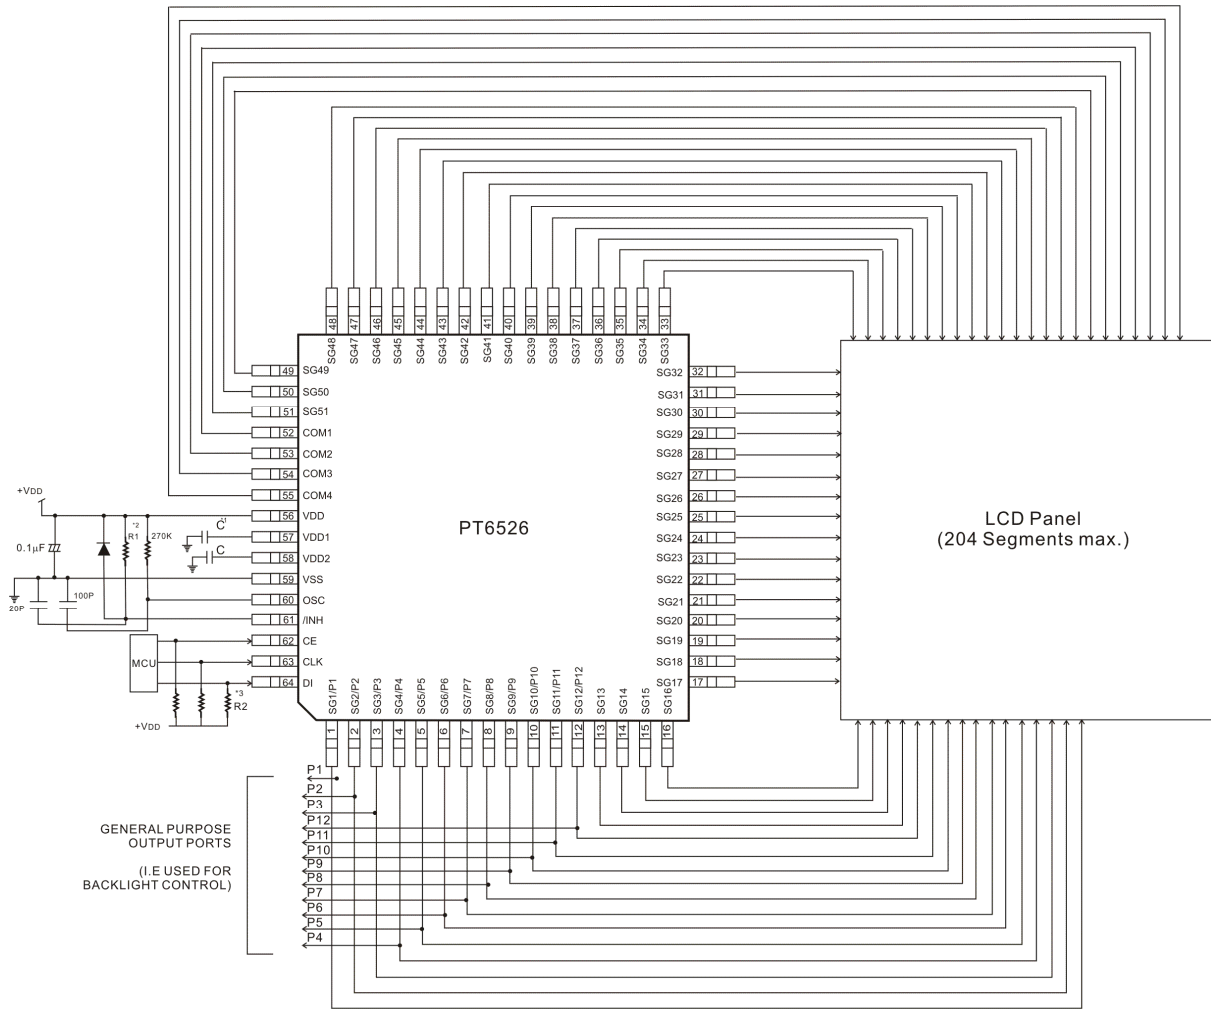 48
47
46
45
44
43
42
41
40
39
38
37
36
35
34
33
SG48
SG47
SG46
SG45
SG44
SG43
SG42
SG41
SG40
SG39
SG38
SG37
SG36
SG35
SG34
SG33
49 SG49
50 SG50
51 SG51
52 COM1
53 COM2
54 COM3
55 COM4
56 VDD
57 VDD1
58 VDD2
59 VSS
60 OSC
61 /INH
62 CE
63 CLK
64 DI
SG32 32
SG31 31
SG30 30
SG29 29
SG28 28
SG27 27
SG26 26
SG25 25
SG24 24
SG23 23
SG22 22
SG21 21
SG20 20
SG19 19
SG18 18
SG17 17
PT6526
LCD Panel
(204 Segments max.)
+VDD
0.1µF
*2
R1
270K
*1
C
C
20P
100P
MCU
*3
R2
+VDD
SG1/P1
SG2/P2
SG3/P3
SG4/P4
SG5/P5
SG6/P6
SG7/P7
SG8/P8
SG9/P9
SG10/P10
SG11/P11
SG12/P12
SG13
SG14
SG15
SG16
1
2
3
4
5
6
7
8
9
10
11
12
13
14
15
16
P1
P2
P3
P12
P11
P10
P9
P8
P7
P6
P5
P4
GENERAL PURPOSE
OUTPUT PORTS
(I.E USED FOR
BACKLIGHT CONTROL)